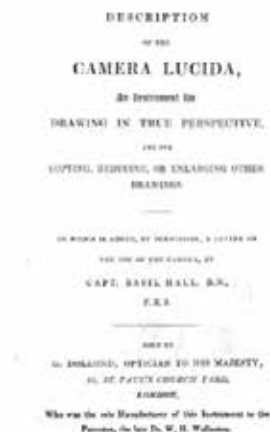 DESCRIPTION
OF THE
CAMERA LUCIDA,
An Instrument for
DRAWING IN TRUE PERSPECTIVE,
AND FOR
COPYING, REDUCING, OR ENLARGING OTHER
DRAWINGS
TO WHICH IS ADDED, BY PERMISSION, A LETTER ON
THE USE OF THE CAMERA, BY
CAPT. BASIL HALL, R.N.,
F.R.S.
SOLD BY
G. DOLLOND, OPTICIAN TO HIS MAJESTY,
59, ST. PAUL'S CHURCH YARD,
LONDON,
Who was the sole Manufacturer of this Instrument to the
Patentee, the late Dr. W. H. Wollaston.